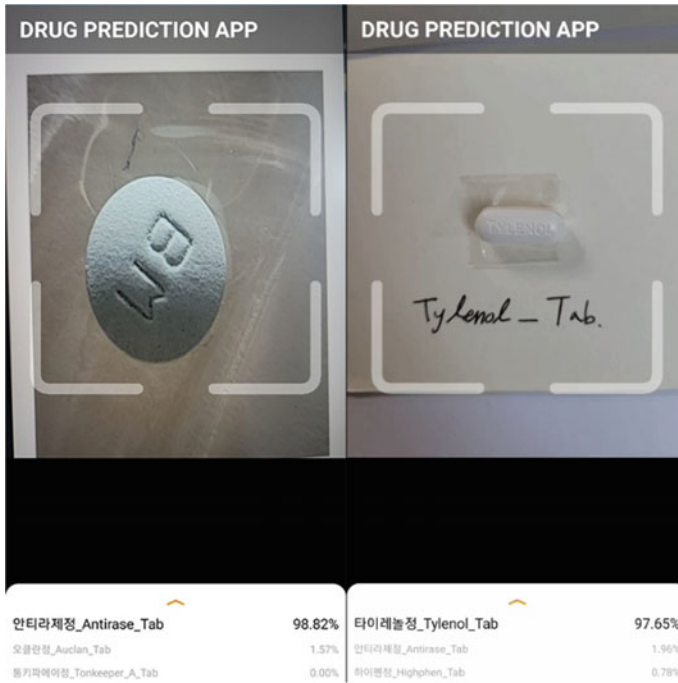 DRUG PREDICTION APP
TYLENOL
Tylenol_Tab.
안티라제정_Antirase_Tab 98.82%
오클란정_Auclan_Tab 1.57%
통키파에이정_Tonkeeper_A_Tab 0.00%
DRUG PREDICTION APP
타이레놀정_Tylenol_Tab 97.65%
안티라제정_Antirase_Tab 1.96%
하이펜정_Highphen_Tab 0.78%